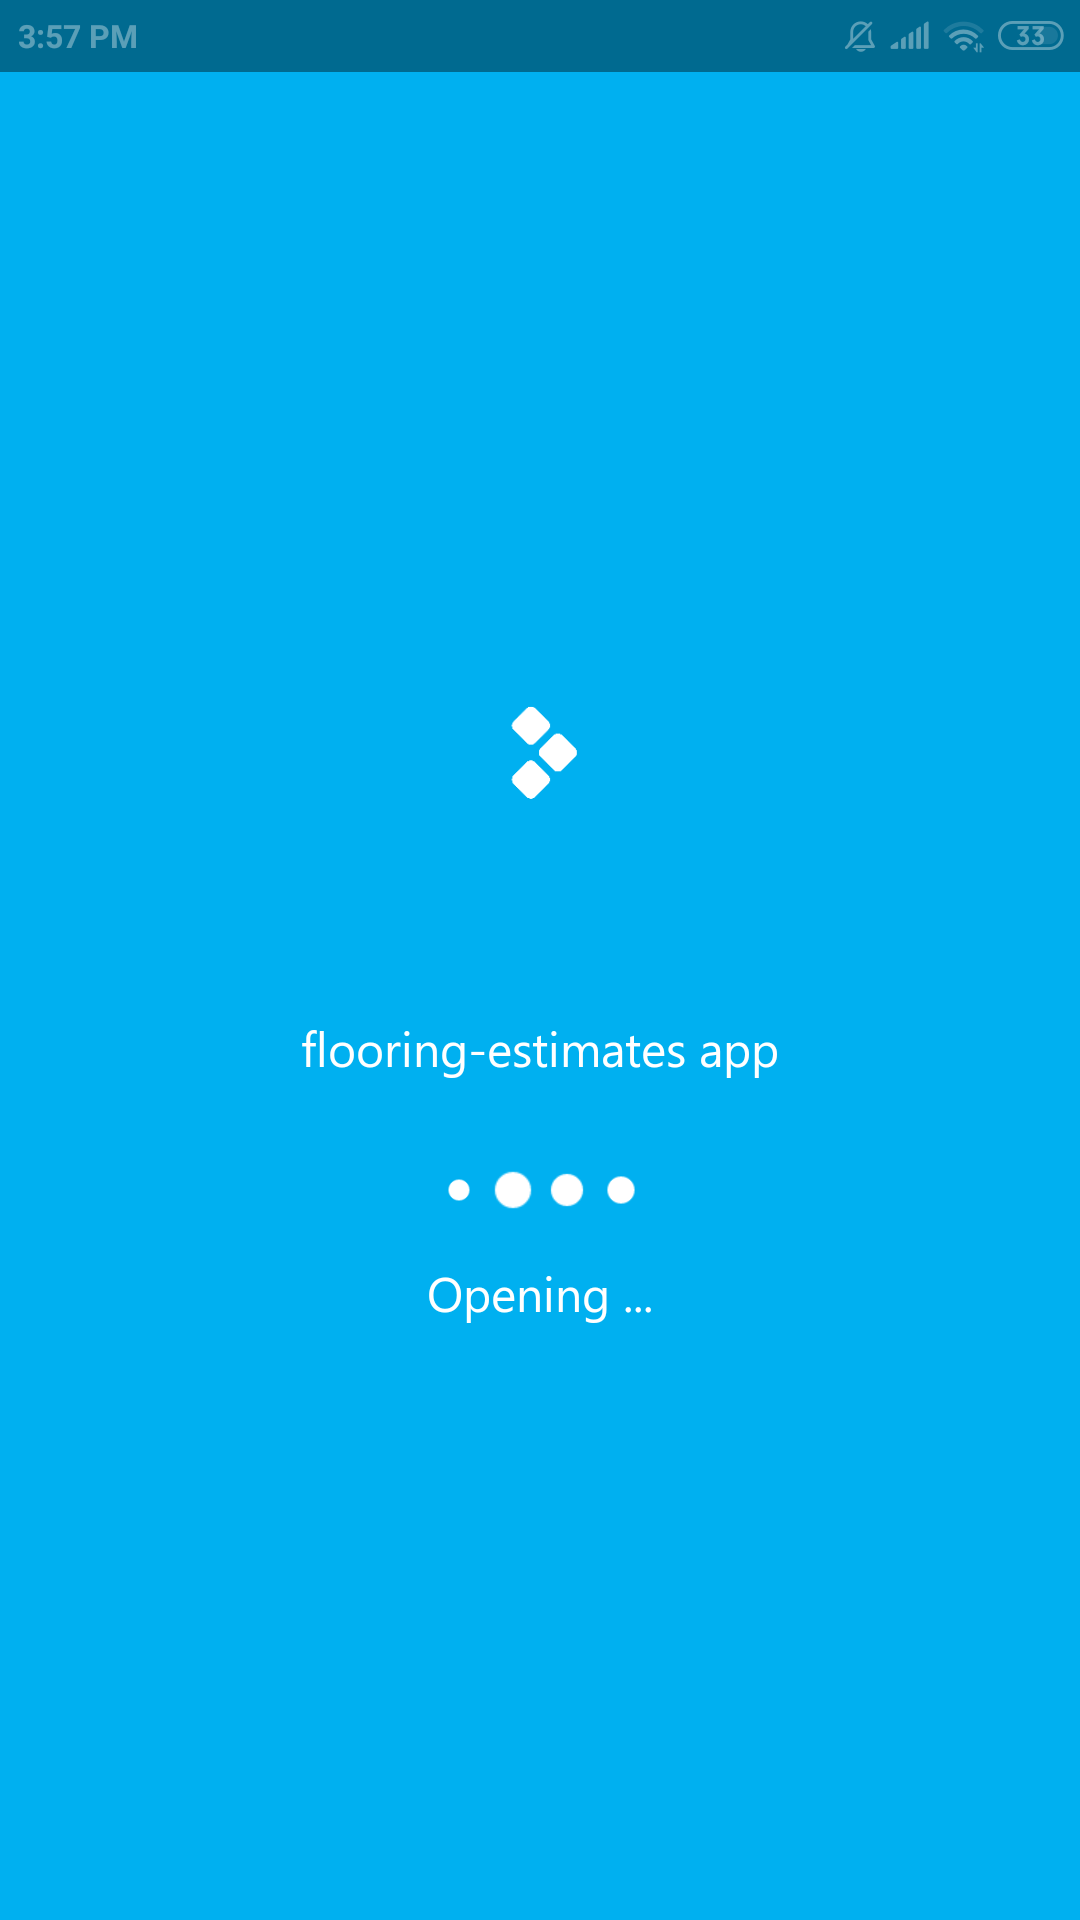 3:57 PM
33
flooring-estimates app
Opening ...